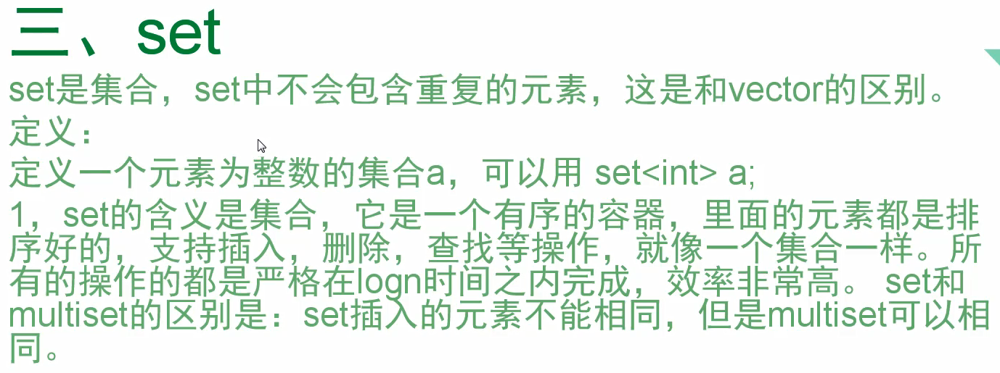 三、set
set是集合，set中不会包含重复的元素，这是和vector的区别。
定义：
定义一个元素为整数的集合a，可以用 set<int> a;
1，set的含义是集合，它是一个有序的容器，里面的元素都是排
序好的，支持插入，删除，查找等操作，就像一个集合一样。所
有的操作的都是严格在logn时间之内完成，效率非常高。 set和
multiset的区别是：set插入的元素不能相同，但是multiset可以相
同。